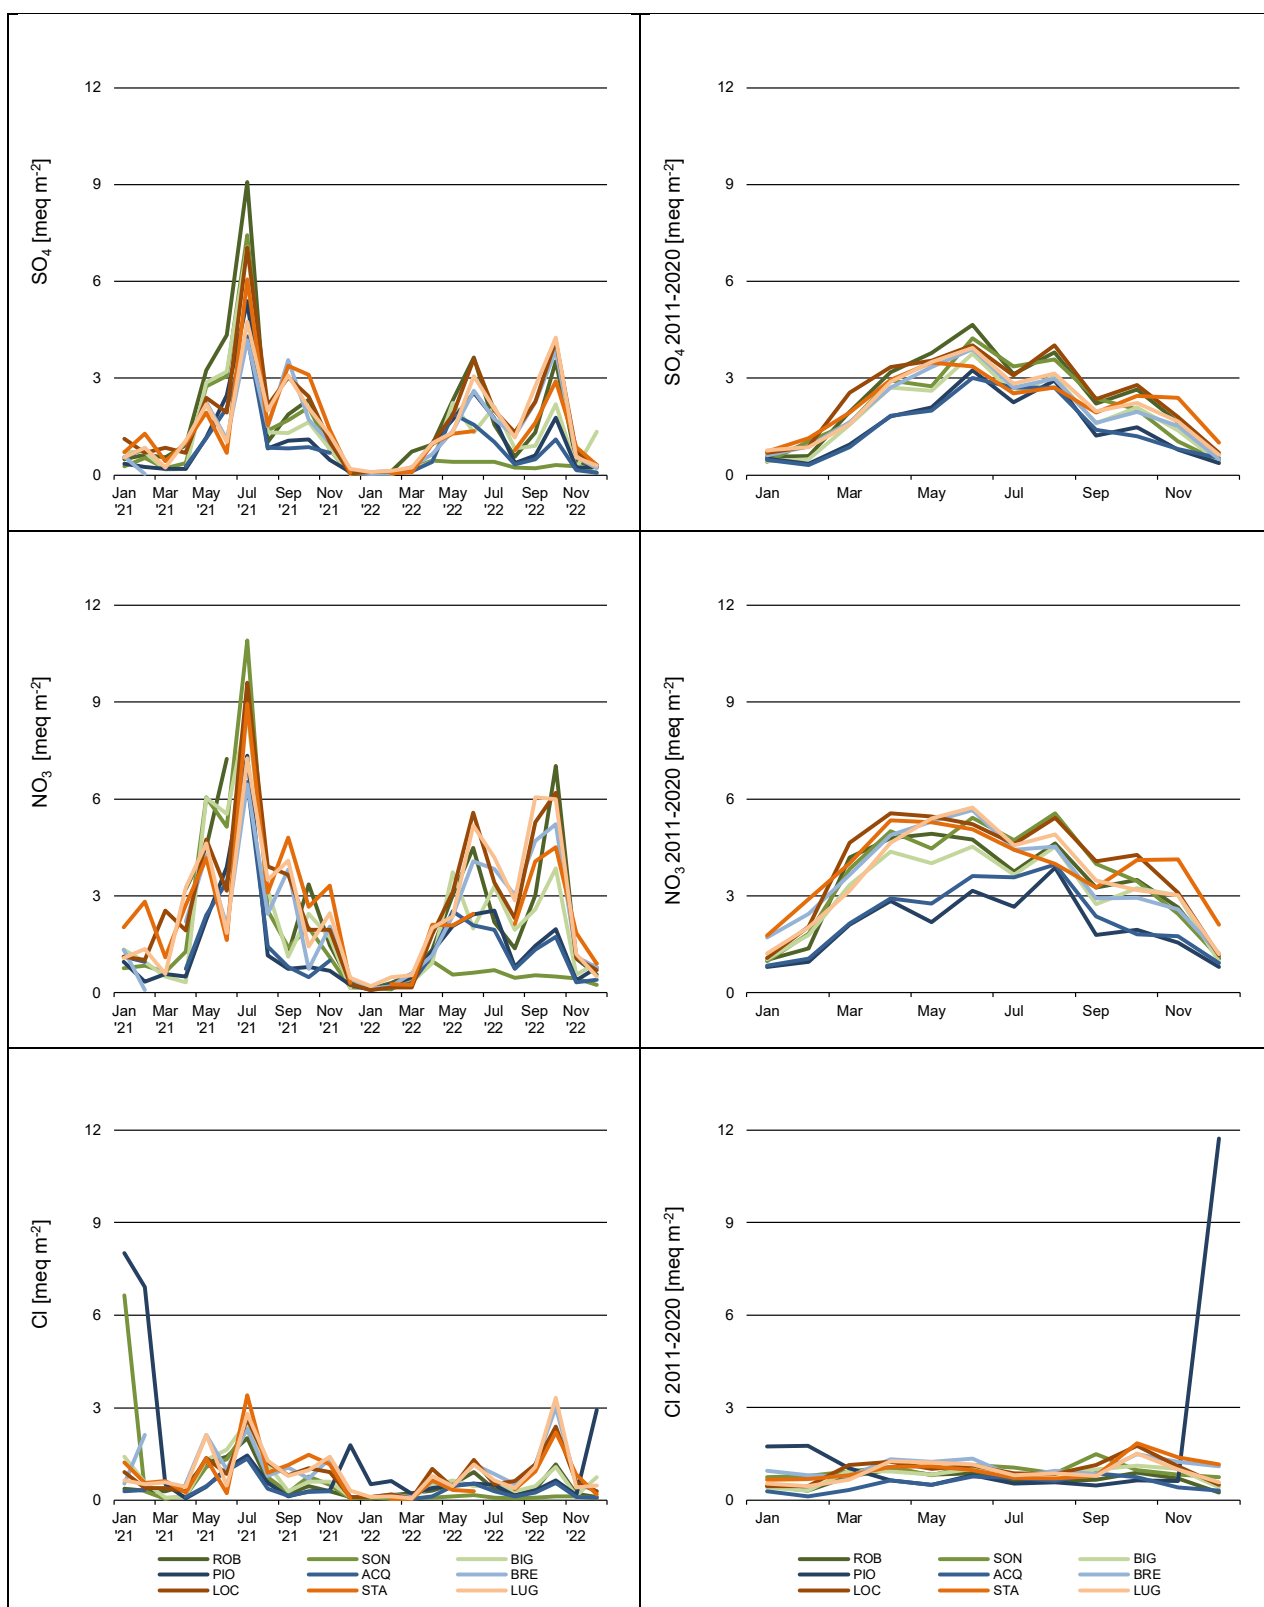 12
9
6
3
0
SO4 [meq m-2]
Jan Mar May Jul Sep Nov Jan Mar May Jul Sep Nov
'21 '21 '21 '21 '21 '21 '22 '22 '22 '22 '22 '22
12
9
6
3
0
SO4 2011-2020 [meq m-2]
Jan Mar May Jul Sep Nov
12
9
6
3
0
NO3 [meq m-2]
Jan Mar May Jul Sep Nov Jan Mar May Jul Sep Nov
'21 '21 '21 '21 '21 '21 '22 '22 '22 '22 '22 '22
12
9
6
3
0
NO3 2011-2020 [meq m-2]
Jan Mar May Jul Sep Nov
12
9
6
3
0
Cl [meq m-2]
Jan Mar May Jul Sep Nov Jan Mar May Jul Sep Nov
'21 '21 '21 '21 '21 '21 '22 '22 '22 '22 '22 '22
ROB SON BIG
PIO ACQ BRE
LOC STA LUG
12
9
6
3
0
Cl 2011-2020 [meq m-2]
Jan Mar May Jul Sep Nov
ROB SON BIG
PIO ACQ BRE
LOC STA LUG